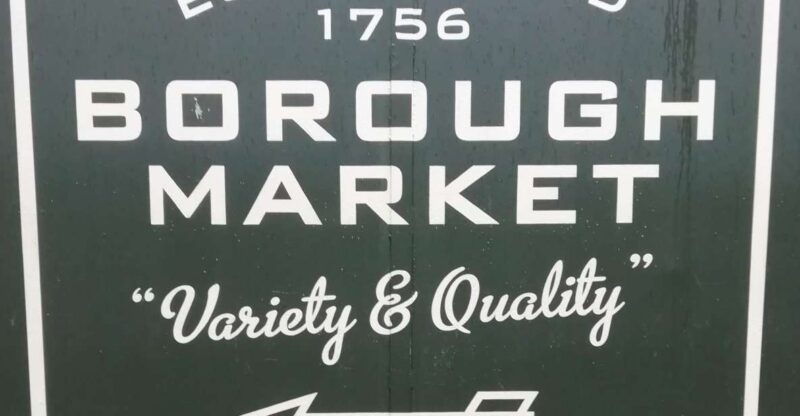 1756
BOROUGH
MARKET
“Variety & Quality”